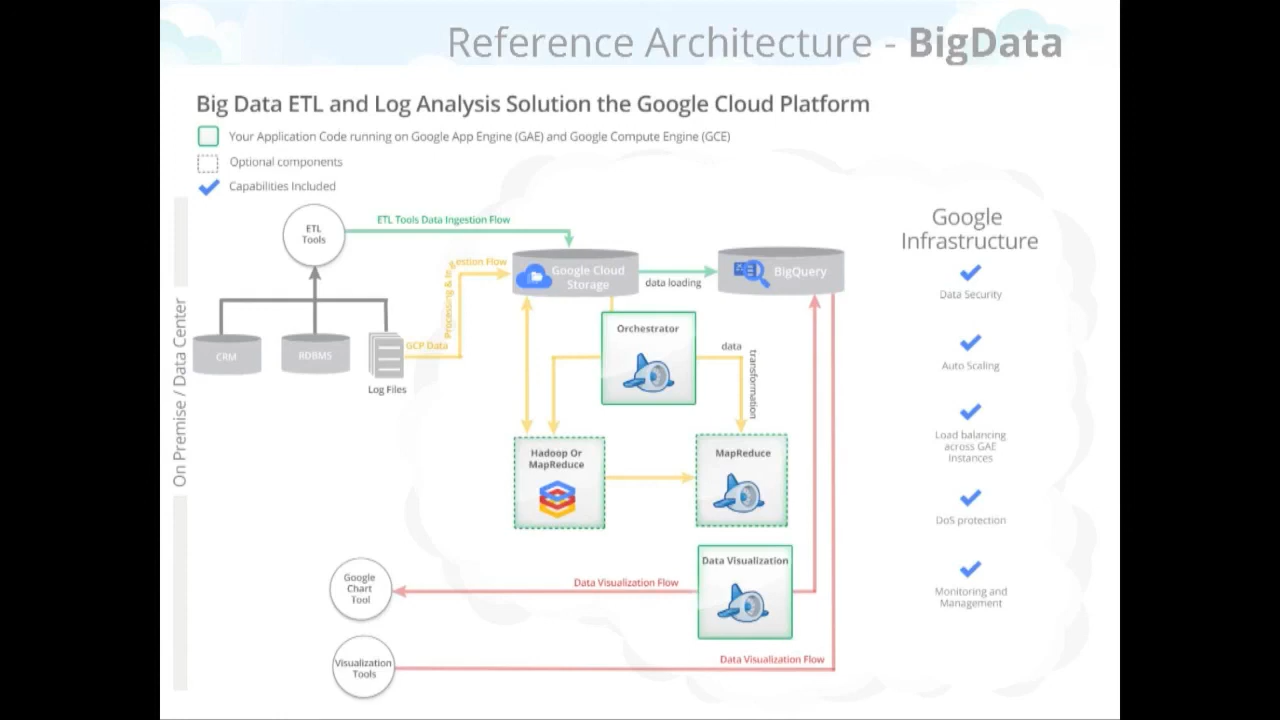 Reference Architecture - BigData
Big Data ETL and Log Analysis Solution the Google Cloud Platform
Your Application Code running on Google App Engine (GAE) and Google Compute Engine (GCE)
Optional components
Capabilities Included
On Premise / Data Center
ETL
Tools
ETL Tools Data Ingestion Flow
CRM
RDBMS
Log Files
GCP Data
Processing &
estion Flow
Google Cloud
Storage
data loading
BigQuery
Orchestrator
data
transformation
Hadoop Or
MapReduce
MapReduce
Data Visualization
Google
Chart
Tool
Data Visualization Flow
Visualization
Tools
Data Visualization Flow
Google
Infrastructure
Data Security
Auto Scaling
Load balancing
across GAE
Instances
DoS protection
Monitoring and
Management